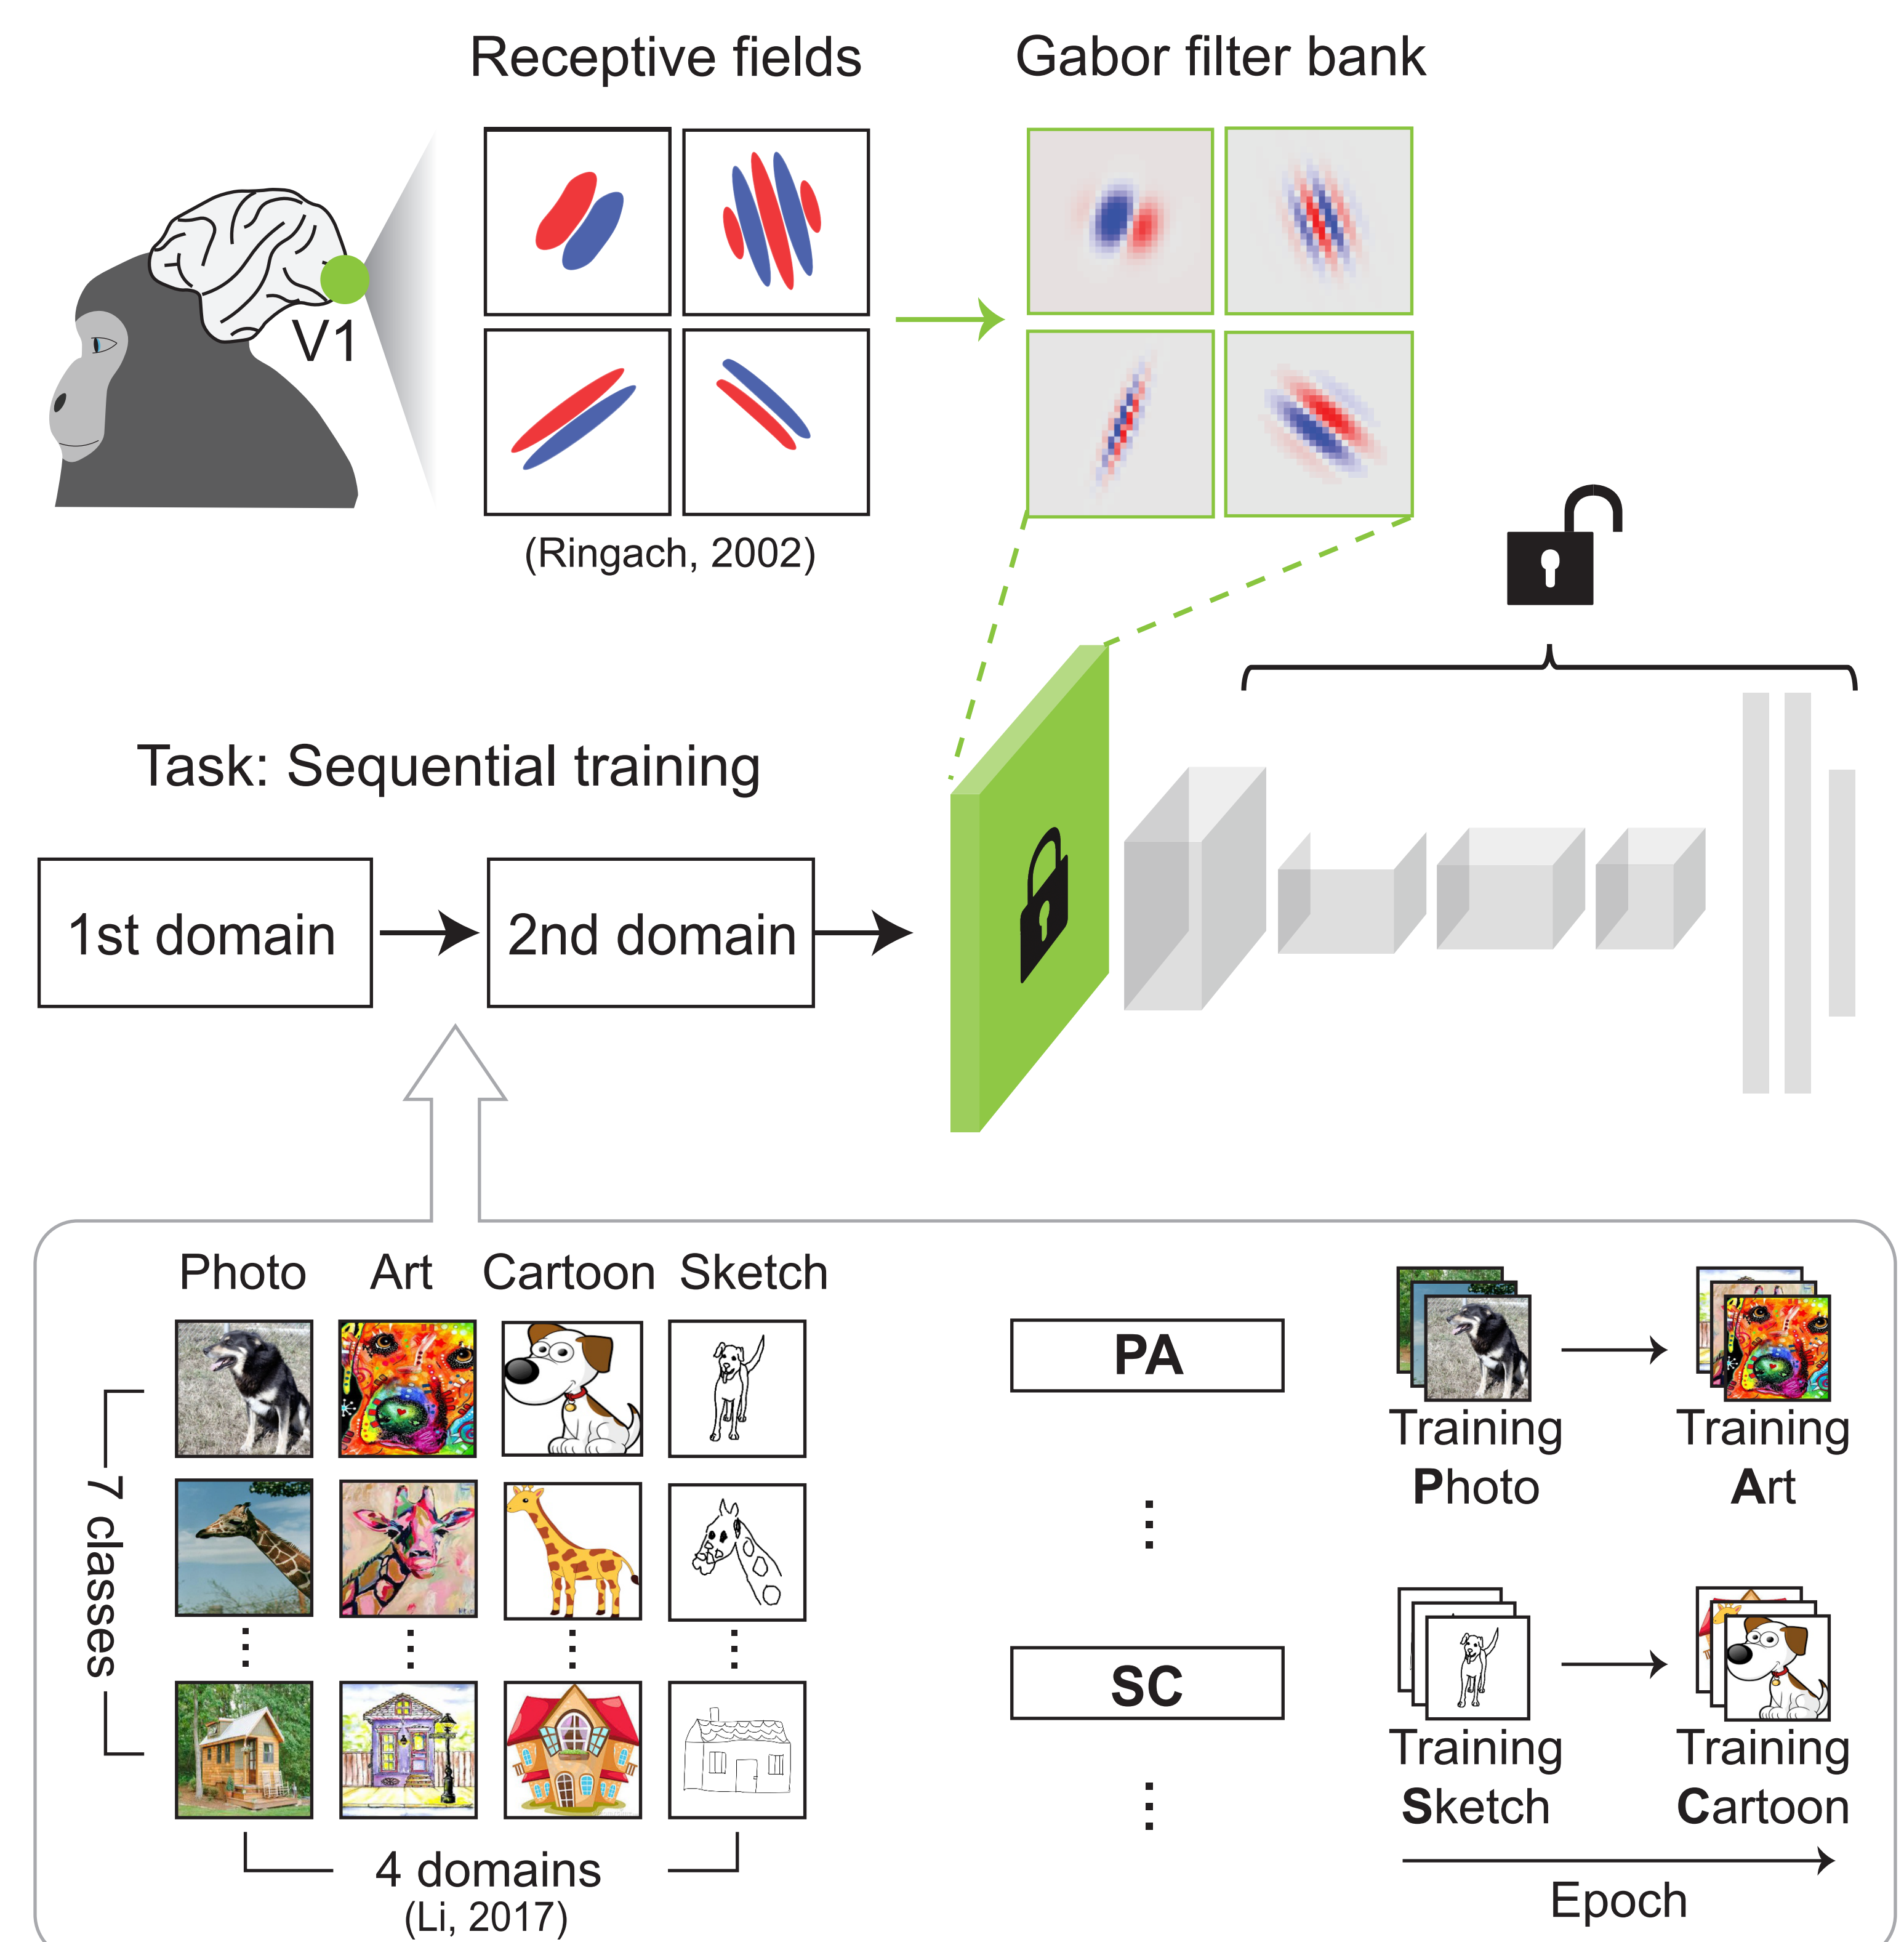 Receptive fields
Gabor filter bank
V1
(Ringach, 2002)
Task: Sequential training
1st domain
2nd domain
Photo
Art
Cartoon
Sketch
7 classes
4 domains
(Li, 2017)
PA
Training
Photo
Training
Art
SC
Training
Sketch
Training
Cartoon
Epoch